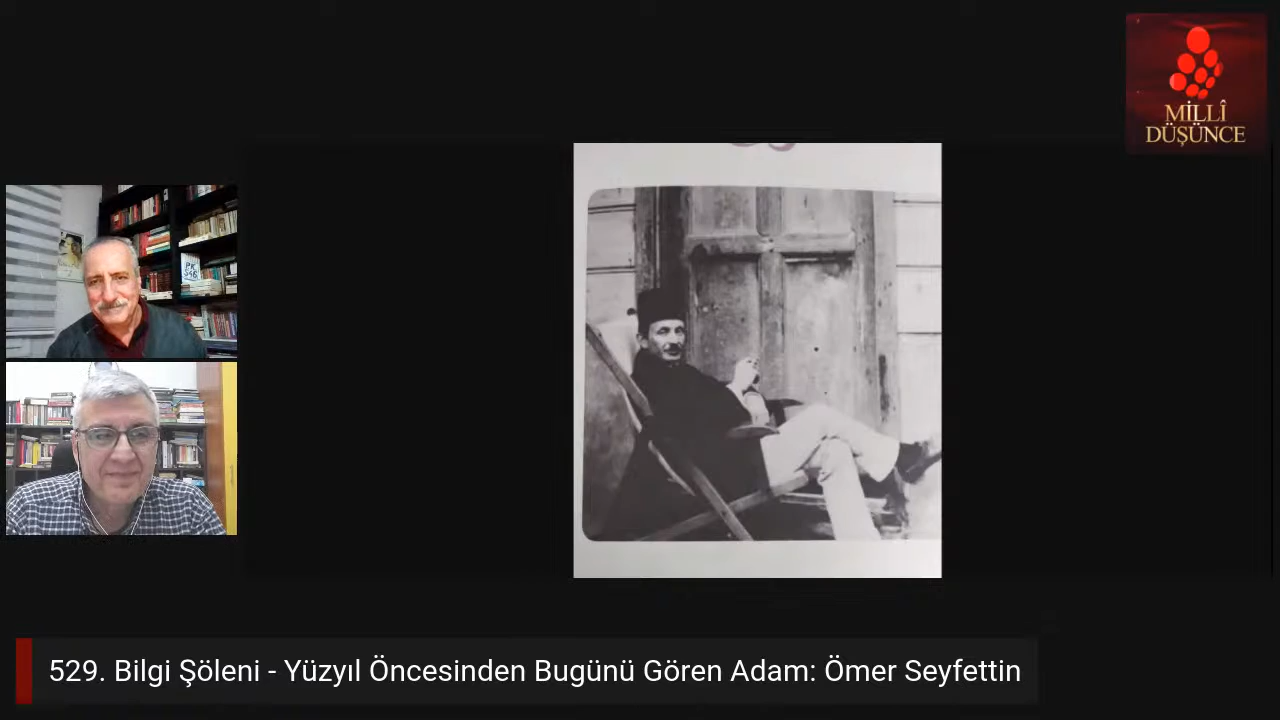 MİLLÎ
DÜŞÜNCE
529. Bilgi Şöleni - Yüzyıl Öncesinden Bugünü Gören Adam: Ömer Seyfettin